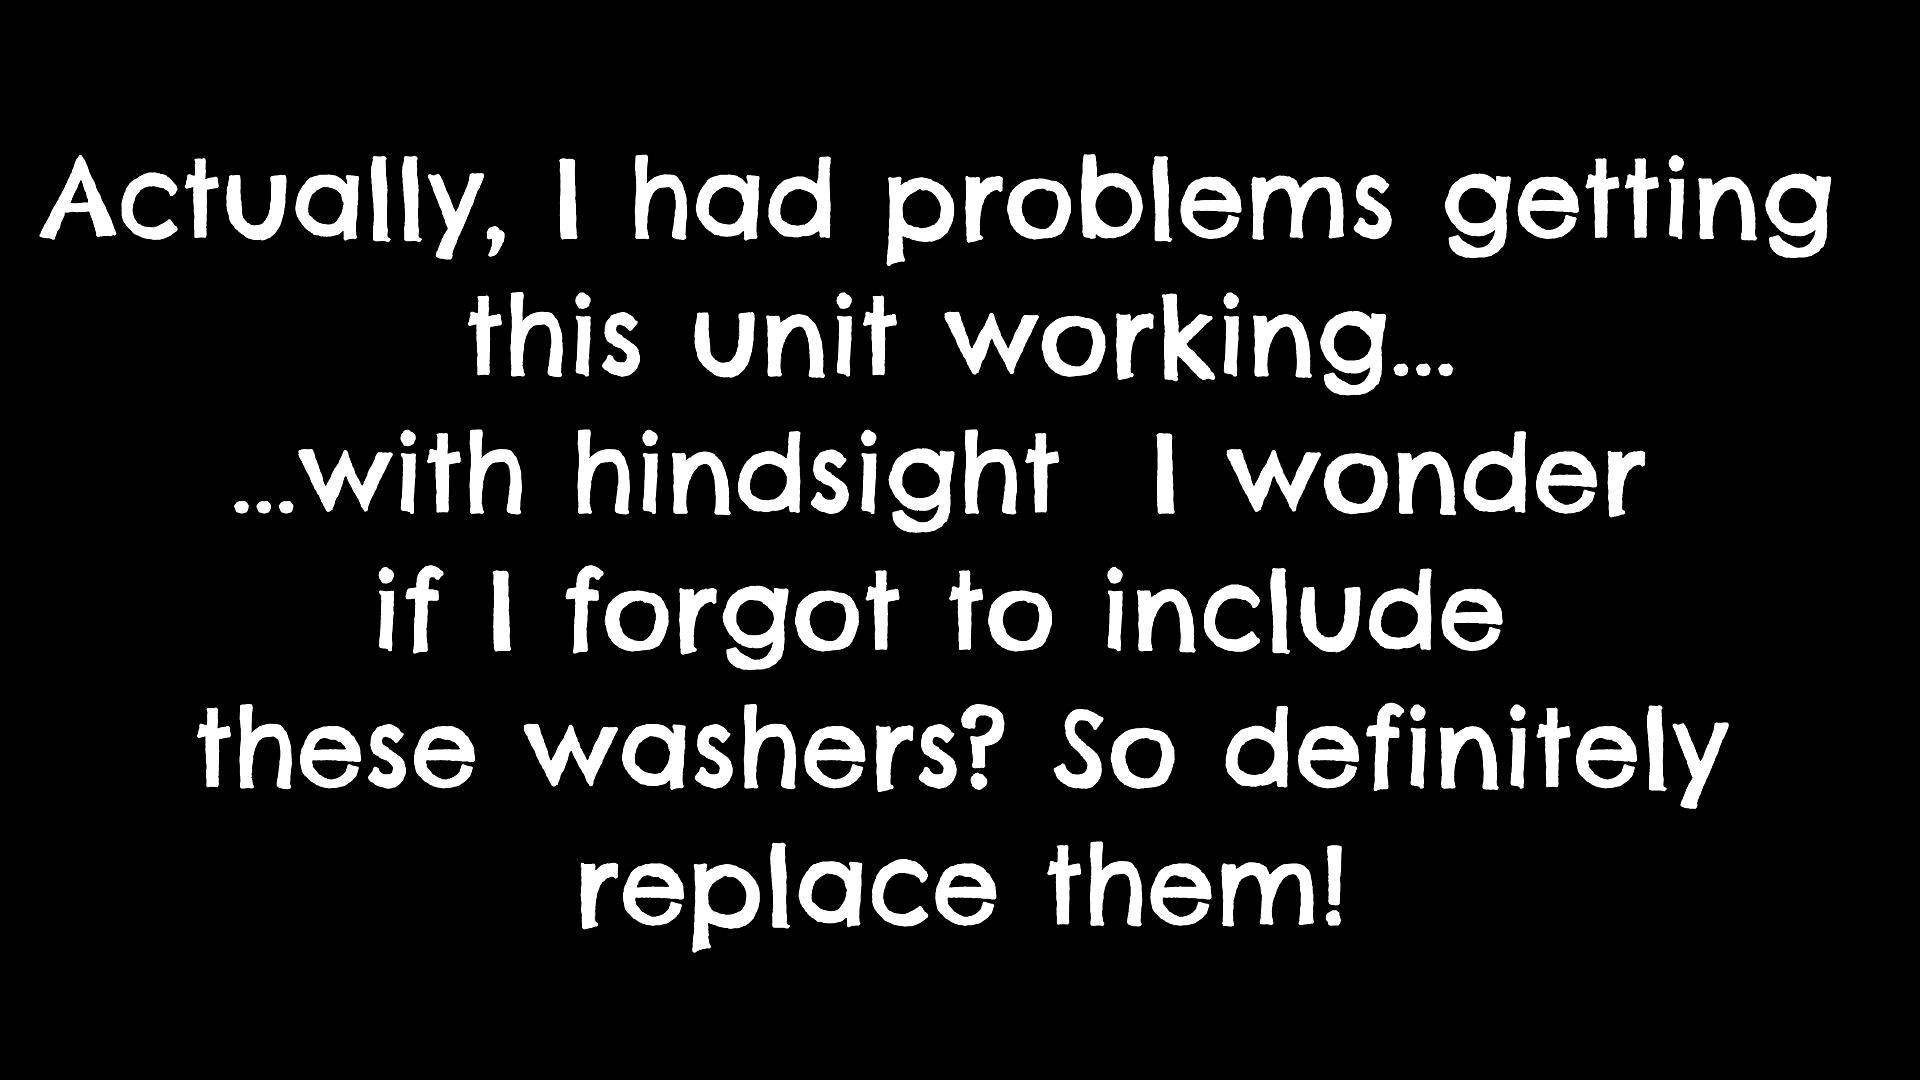 Actually, I had problems getting
this unit working...
...with hindsight  I wonder
if I forgot to include
these washers? So definitely
replace them!